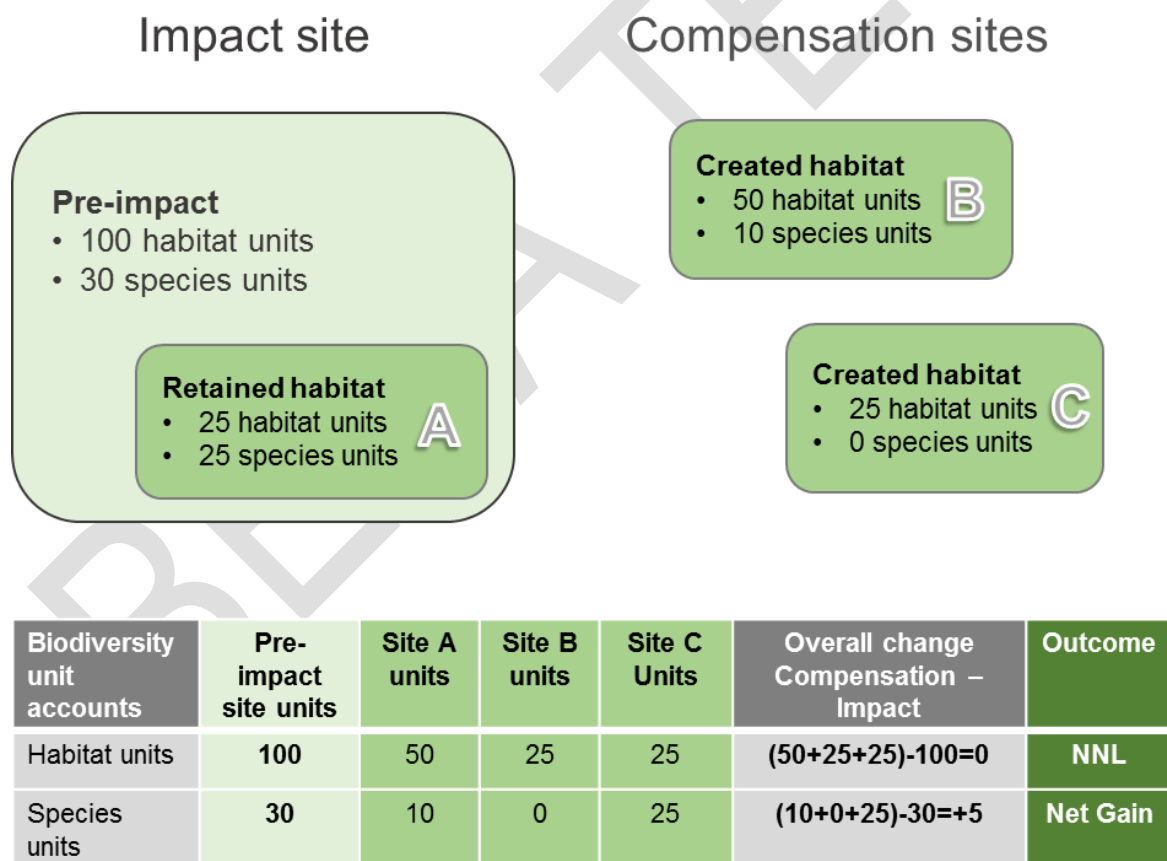 Impact site
Compensation sites
Pre-impact
• 100 habitat units
• 30 species units
Retained habitat
• 25 habitat units
• 25 species units
A
Created habitat
• 50 habitat units
• 10 species units
B
Created habitat
• 25 habitat units
• 0 species units
C
Biodiversity unit accounts
Pre-impact site units
Site A units
Site B units
Site C Units
Overall change Compensation – Impact
Outcome
Habitat units
100
50
25
25
(50+25+25)-100=0
NNL
Species units
30
10
0
25
(10+0+25)-30=+5
Net Gain